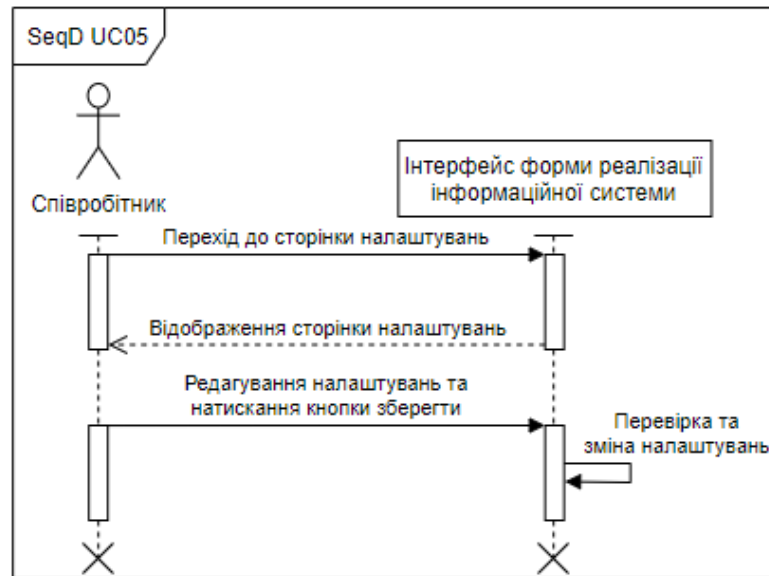 SeqD UC05
Співробітник
Інтерфейс форми реалізації
інформаційної системи
Перехід до сторінки налаштувань
Відображення сторінки налаштувань
Редагування налаштувань та
натискання кнопки зберегти
Перевірка та
зміна налаштувань